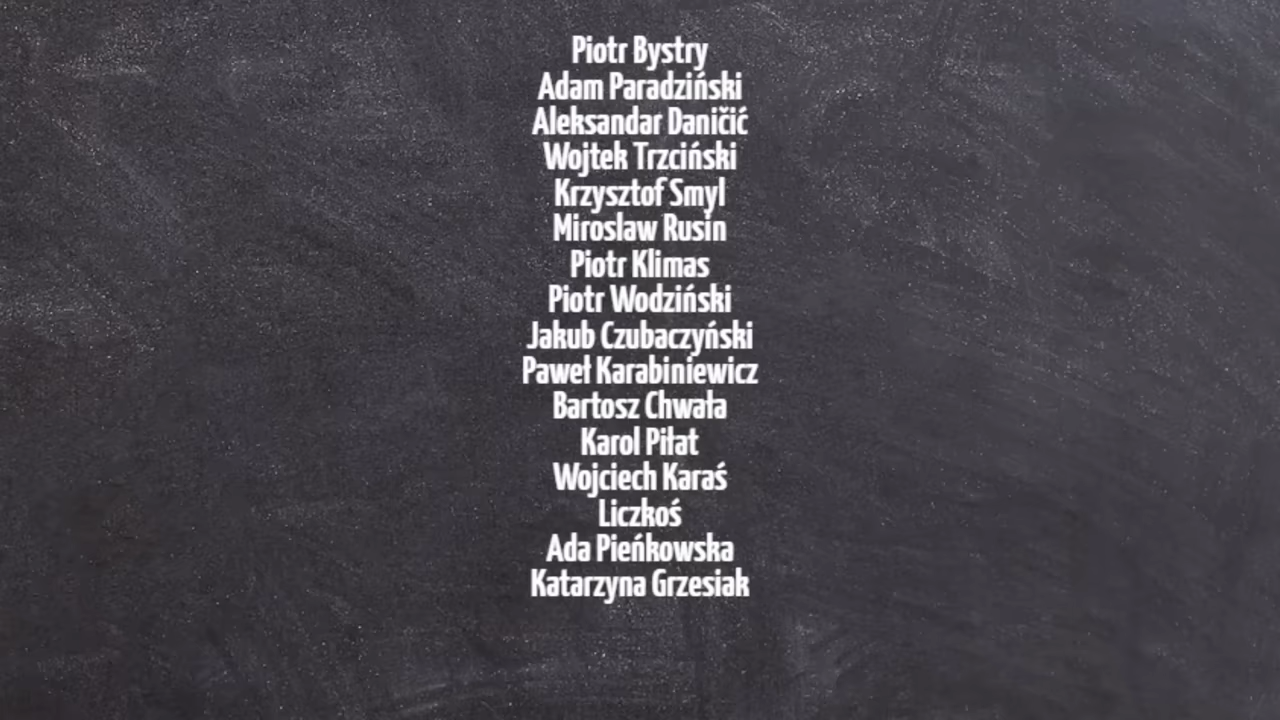 Piotr Bystry
Adam Paradziński
Aleksandar Daničić
Wojtek Trzciński
Krzysztof Smyl
Miroslaw Rusin
Piotr Klimas
Piotr Wodziński
Jakub Czubaczyński
Paweł Karabiniewicz
Bartosz Chwała
Karol Piłat
Wojciech Karaś
Liczkoś
Ada Pieńkowska
Katarzyna Grzesiak